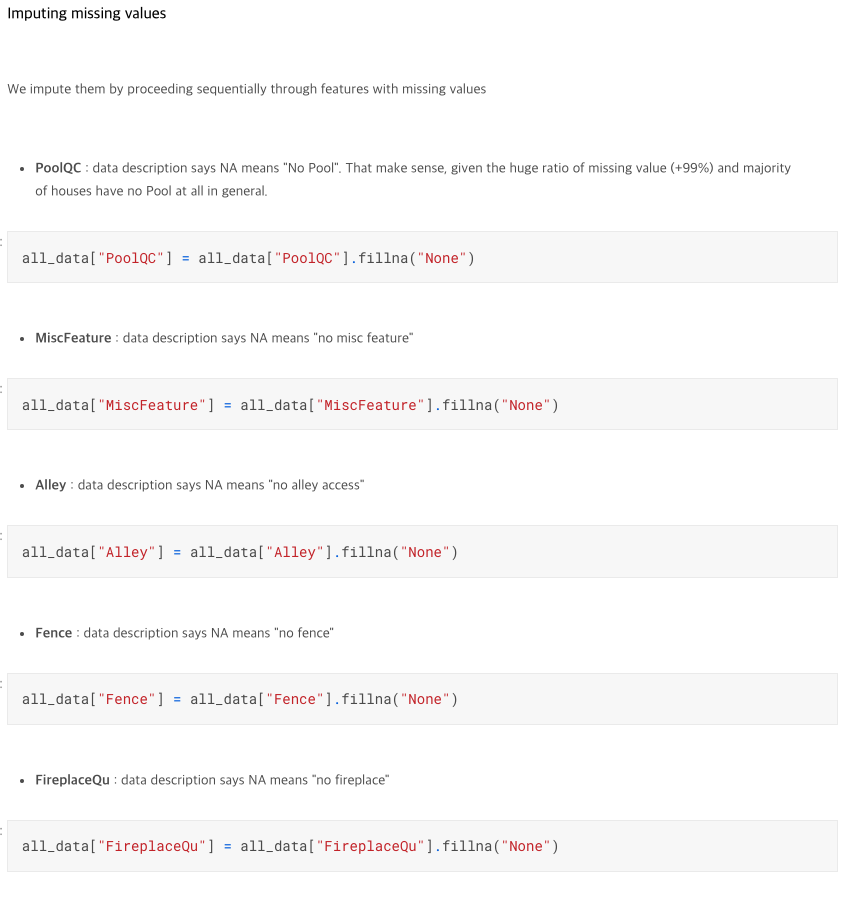 Imputing missing values
We impute them by proceeding sequentially through features with missing values
• PoolQC : data description says NA means "No Pool". That make sense, given the huge ratio of missing value (+99%) and majority
of houses have no Pool at all in general.
:
all_data["PoolQC"] = all_data["PoolQC"].fillna("None")
• MiscFeature : data description says NA means "no misc feature"
:
all_data["MiscFeature"] = all_data["MiscFeature"].fillna("None")
• Alley : data description says NA means "no alley access"
:
all_data["Alley"] = all_data["Alley"].fillna("None")
• Fence : data description says NA means "no fence"
:
all_data["Fence"] = all_data["Fence"].fillna("None")
• FireplaceQu : data description says NA means "no fireplace"
:
all_data["FireplaceQu"] = all_data["FireplaceQu"].fillna("None")